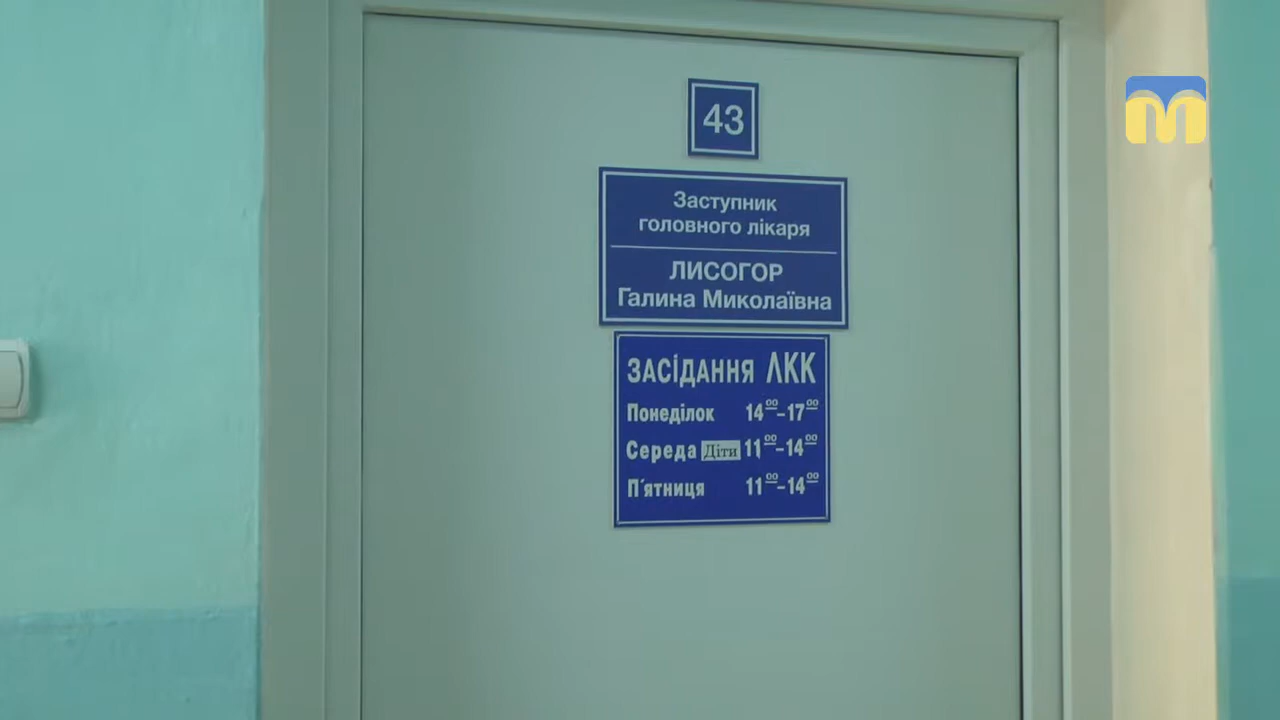 43
Заступник
головного лікаря
ЛИСОГОР
Галина Миколаївна
ЗАСІДАННЯ ЛКК
Понеділок 14⁰⁰-17⁰⁰
Середа Діти 11⁰⁰-14⁰⁰
П'ятниця 11⁰⁰-14⁰⁰